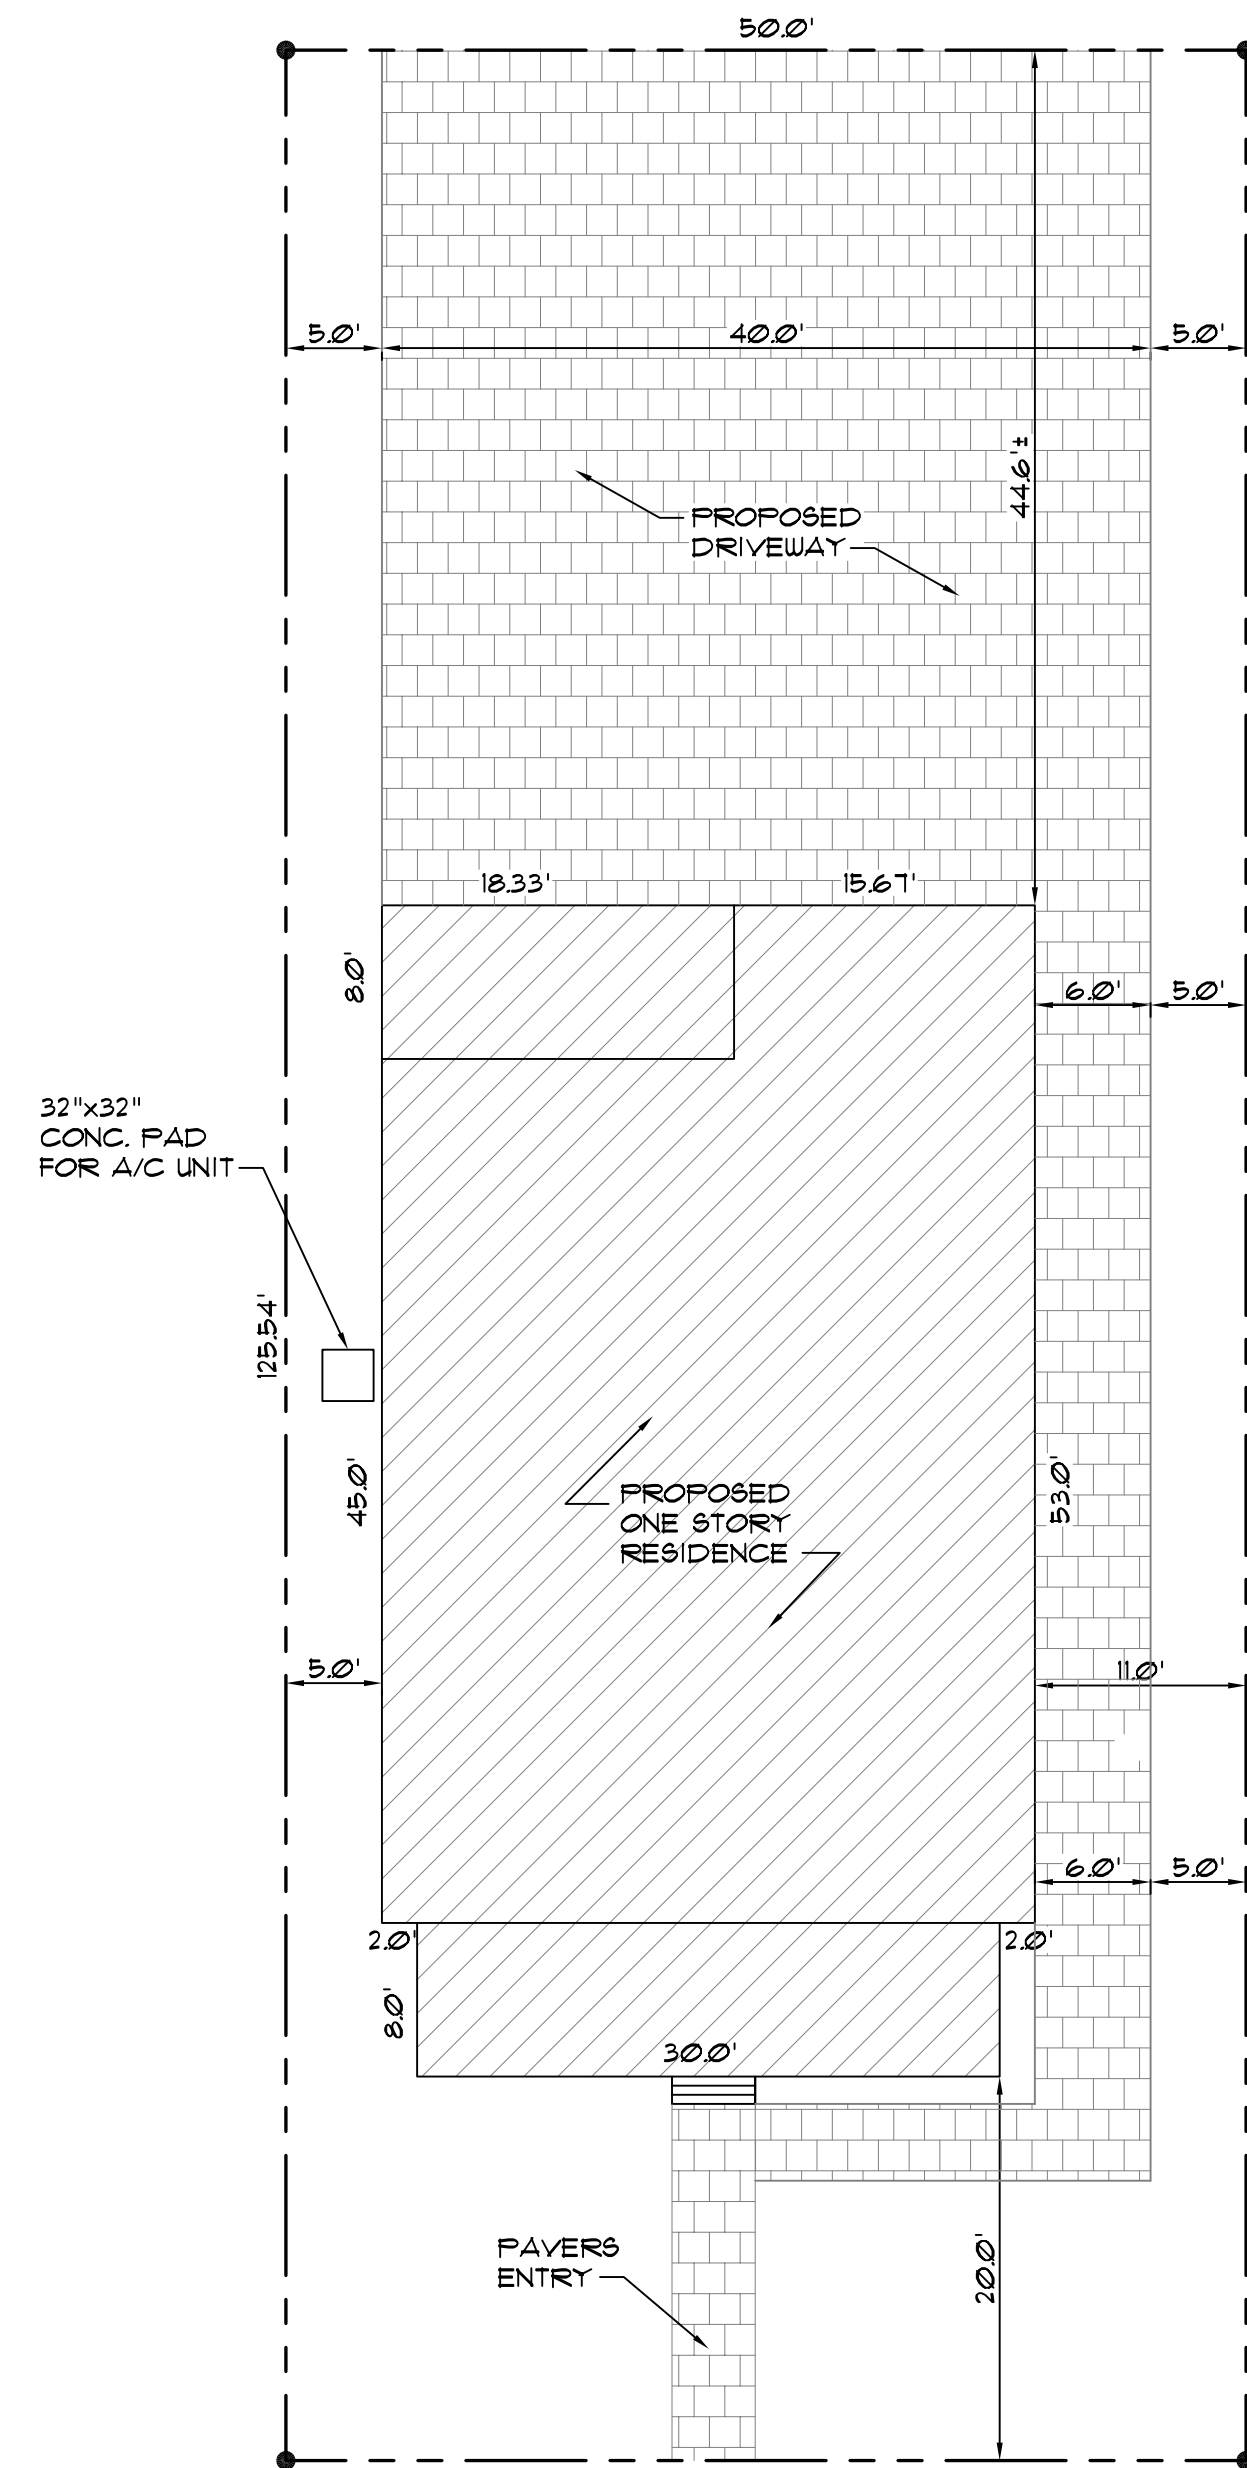 50.0'
5.0'
40.0'
5.0'
44.6'±
PROPOSED
DRIVEWAY
18.33'
15.67'
8.0'
6.0'
5.0'
32"x32"
CONC. PAD
FOR A/C UNIT
125.54'
45.0'
53.0'
PROPOSED
ONE STORY
RESIDENCE
5.0'
11.0'
6.0'
5.0'
2.0'
2.0'
8.0'
30.0'
PAVERS
ENTRY
20.0'